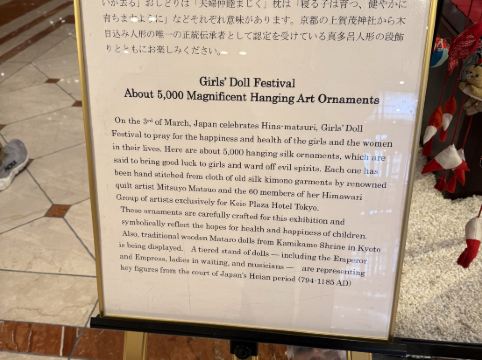 いが去る」おしどりは「夫婦仲睦まじく」枕は「寝る子は育つ、健やかに
育ちますように」などそれぞれ意味があります。京都の上賀茂神社から木
目込み人形の唯一の正統伝承者として認定を受けている真多呂人形の段飾
りとともにお楽しみください。
Girls' Doll Festival
About 5,000 Magnificent Hanging Art Ornaments
On the 3rd of March, Japan celebrates Hina-matsuri, Girls' Doll
Festival to pray for the happiness and health of the girls and the women
in their lives. Here are about 5,000 hanging silk ornaments, which are
said to bring good luck to girls and ward off evil spirits. Each one has
been hand stitched from cloth of old silk kimono garments by renowned
quilt artist Mitsuyo Matsuo and the 60 members of her Himawari
Group of artists exclusively for Keio Plaza Hotel Tokyo.
These ornaments are carefully crafted for this exhibition and
symbolically reflect the hopes for health and happiness of children.
Also, traditional wooden Mataro dolls from Kamikamo Shrine in Kyoto
is being displayed. A tiered stand of dolls — including the Emperor
and Empress, ladies in waiting, and musicians — are representing
key figures from the court of Japan's Heian period (794-1185 AD)